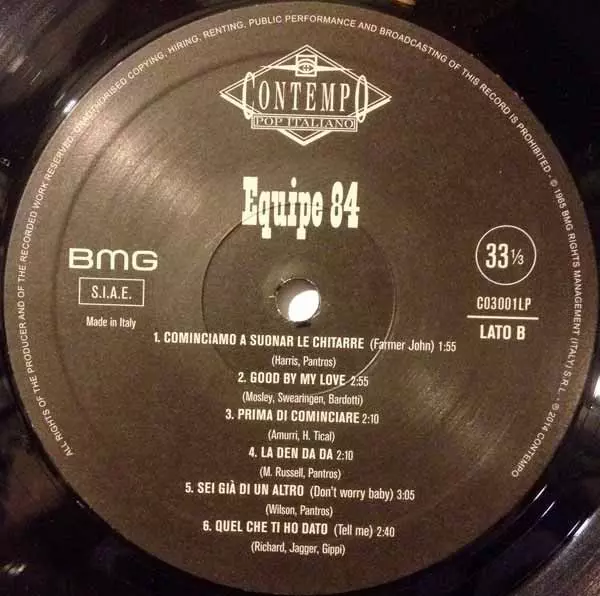 ALL RIGHTS OF THE PRODUCER AND OF THE RECORDED WORK RESERVED. UNAUTHORISED COPYING, HIRING, RENTING, PUBLIC PERFORMANCE AND BROADCASTING OF THIS RECORD IS PROHIBITED - © 1965 BMG RIGHTS MANAGEMENT (ITALY) S.R.L. - ℗ 2014 CONTEMPO
CONTEMPO
POP ITALIANO
Equipe 84
BMG
S.I.A.E.
Made in Italy
33 1/3
C03001LP
LATO B
1. COMINCIAMO A SUONAR LE CHITARRE (Farmer John) 1:55
(Harris, Pantros)
2. GOOD BY MY LOVE 2:55
(Mosley, Swearingen, Bardotti)
3. PRIMA DI COMINCIARE 2:10
(Amurri, H. Tical)
4. LA DEN DA DA 2:10
(M. Russell, Pantros)
5. SEI GIÀ DI UN ALTRO (Don't worry baby) 3:05
(Wilson, Pantros)
6. QUEL CHE TI HO DATO (Tell me) 2:40
(Richard, Jagger, Gippi)